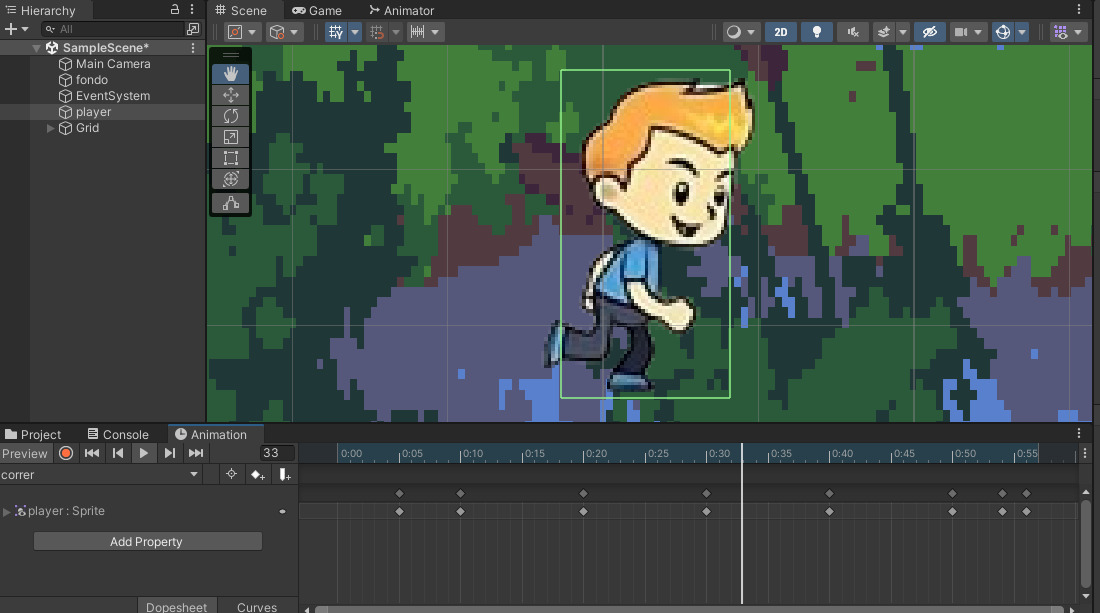 Hierarchy
All
SampleScene*
Main Camera
fondo
EventSystem
player
Grid
Scene
Game
Animator
2D
Project
Console
Animation
Preview
33
correr
player : Sprite
Add Property
Dopesheet
Curves
0:00 0:05 0:10 0:15 0:20 0:25 0:30 0:35 0:40 0:45 0:50 0:55